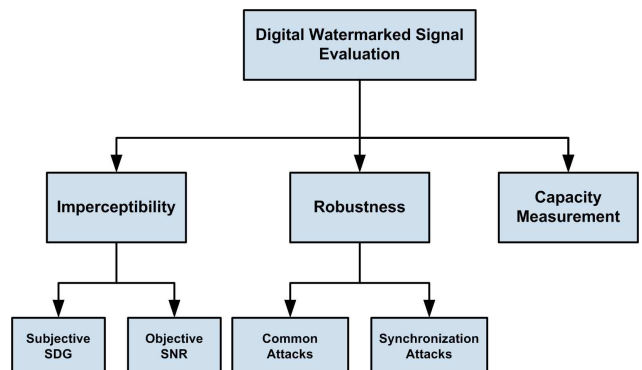 Digital Watermarked Signal
Evaluation
Imperceptibility
Robustness
Capacity
Measurement
Subjective
SDG
Objective
SNR
Common
Attacks
Synchronization
Attacks